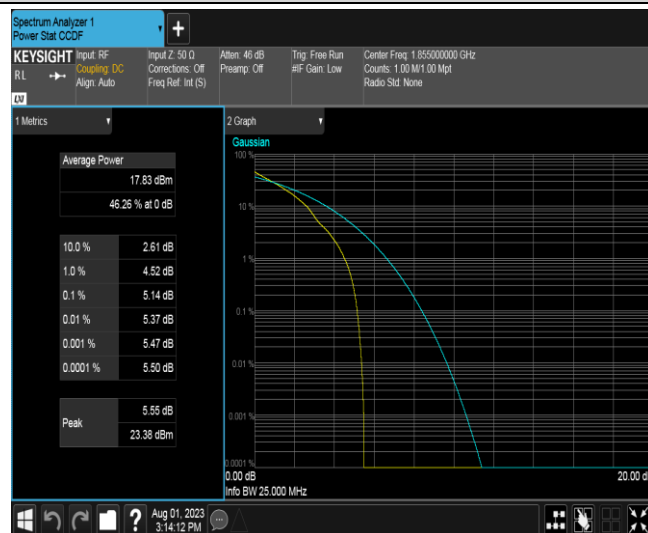 Spectrum Analyzer 1
Power Stat CCDF
+
KEYSIGHT
RL
LXI
Input: RF
Coupling: DC
Align: Auto
Input Z: 50 Ω
Corrections: Off
Freq Ref: Int (S)
Atten: 46 dB
Preamp: Off
Trig: Free Run
#IF Gain: Low
Center Freq: 1.855000000 GHz
Counts: 1.00 M/1.00 Mpt
Radio Std: None
1 Metrics
Average Power
17.83 dBm
46.26 % at 0 dB
10.0 % 2.61 dB
1.0 % 4.52 dB
0.1 % 5.14 dB
0.01 % 5.37 dB
0.001 % 5.47 dB
0.0001 % 5.50 dB
Peak
5.55 dB
23.38 dBm
2 Graph
Gaussian
100 %
10 %
1 %
0.1 %
0.01 %
0.001 %
0.0001 %
0.00 dB
20.00 d
Info BW 25.000 MHz
?
Aug 01, 2023
3:14:12 PM